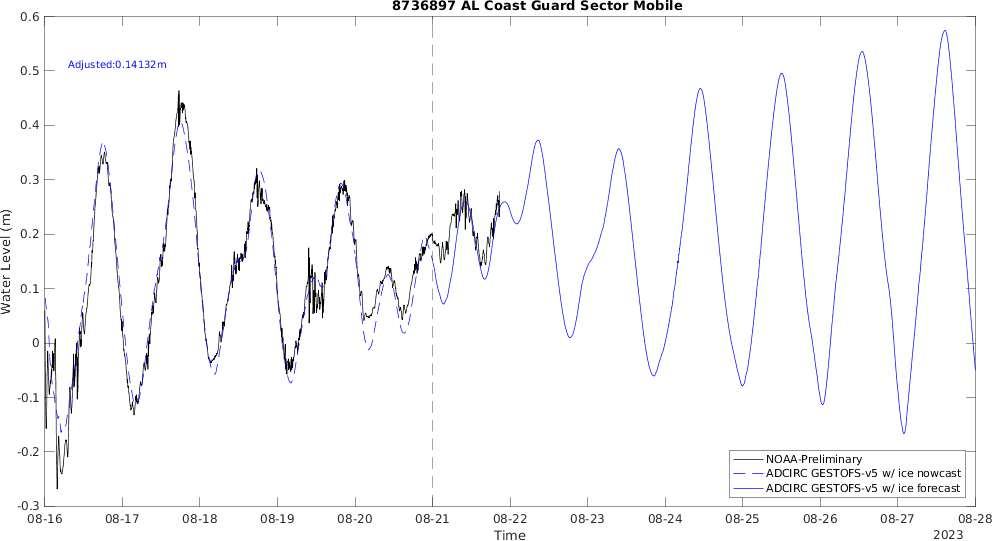 8736897 AL Coast Guard Sector Mobile
0.6
Adjusted:0.14132m
0.5
0.4
0.3
0.2
0.1
0
-0.1
-0.2
-0.3
Water Level (m)
NOAA-Preliminary
ADCIRC GESTOFS-v5 w/ ice nowcast
ADCIRC GESTOFS-v5 w/ ice forecast
08-16 08-17 08-18 08-19 08-20 08-21 08-22 08-23 08-24 08-25 08-26 08-27 08-28
Time
2023